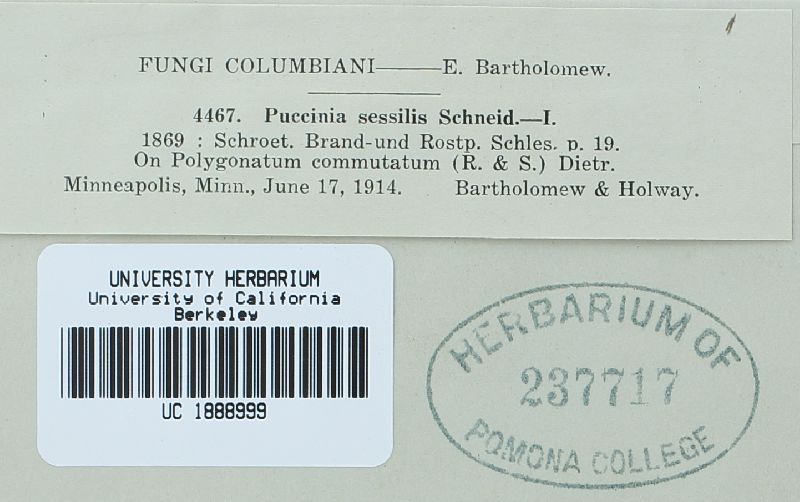 FUNGI COLUMBIANI—E. Bartholomew.
4467. Puccinia sessilis Schneid.—I.
1869 : Schroet. Brand-und Rostp. Schles. p. 19.
On Polygonatum commutatum (R. & S.) Dietr.
Minneapolis, Minn., June 17, 1914. Bartholomew & Holway.
UNIVERSITY HERBARIUM
University of California
Berkeley
UC 1888999
HERBARIUM OF
237717
POMONA COLLEGE